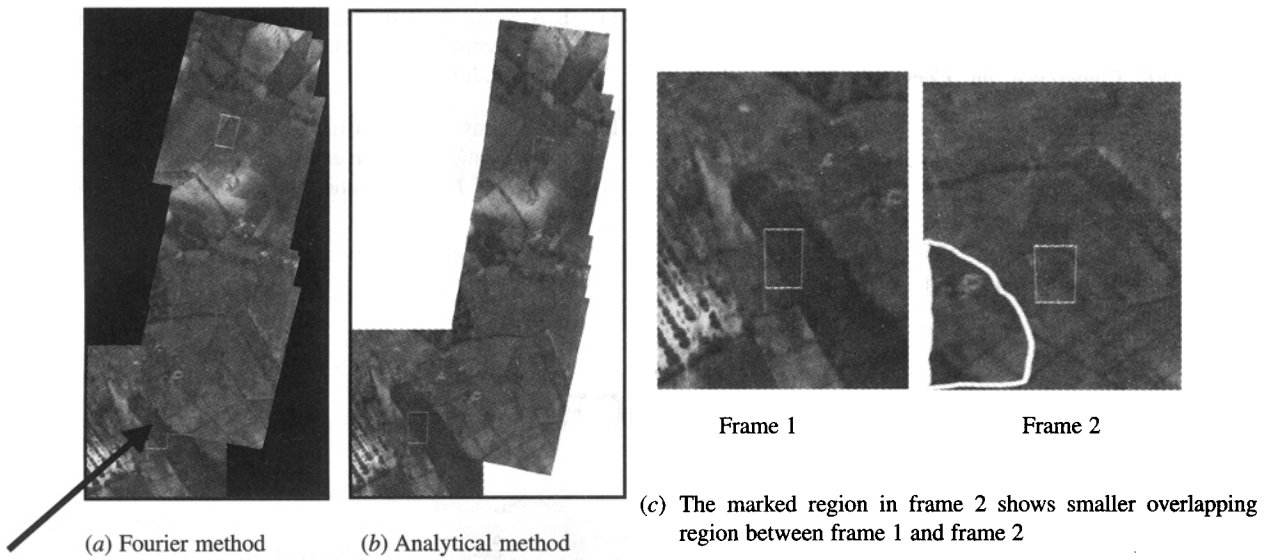 Frame 1
Frame 2
(a) Fourier method
(b) Analytical method
(c) The marked region in frame 2 shows smaller overlapping
region between frame 1 and frame 2